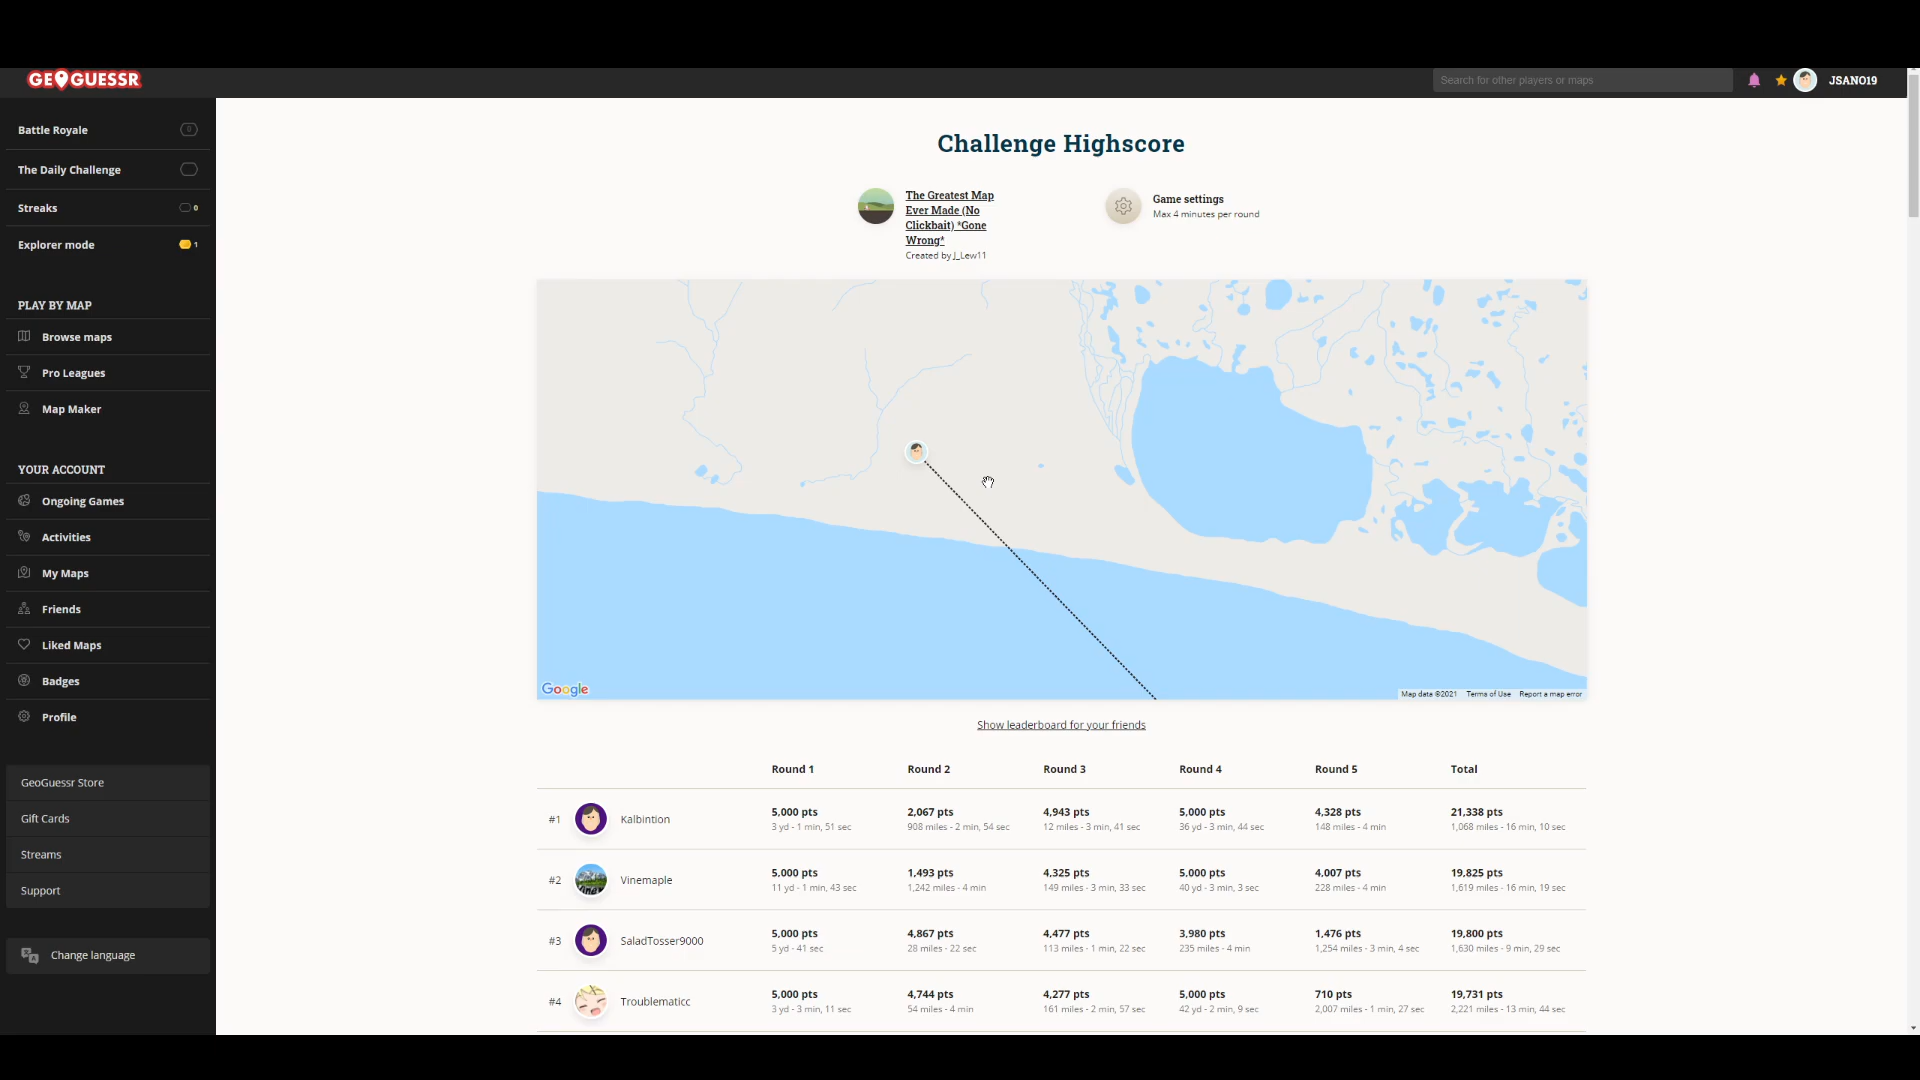 GEOGUESSR
Search for other players or maps
JSANO19
Battle Royale
The Daily Challenge
Streaks
0
Explorer mode
1
PLAY BY MAP
Browse maps
Pro Leagues
Map Maker
YOUR ACCOUNT
Ongoing Games
Activities
My Maps
Friends
Liked Maps
Badges
Profile
GeoGuessr Store
Gift Cards
Streams
Support
Change language
Challenge Highscore
The Greatest Map
Ever Made (No
Clickbait) *Gone
Wrong*
Created by J_Lew11
Game settings
Max 4 minutes per round
Google
Map data ©2021 Terms of Use Report a map error
Show leaderboard for your friends
Round 1 Round 2 Round 3 Round 4 Round 5 Total
#1 Kalbintion
5,000 pts 2,067 pts 4,943 pts 5,000 pts 4,328 pts 21,338 pts
3 yd - 1 min, 51 sec 908 miles - 2 min, 54 sec 12 miles - 3 min, 41 sec 36 yd - 3 min, 44 sec 148 miles - 4 min 1,068 miles - 16 min, 10 sec
#2 Vinemaple
5,000 pts 1,493 pts 4,325 pts 5,000 pts 4,007 pts 19,825 pts
11 yd - 1 min, 43 sec 1,242 miles - 4 min 149 miles - 3 min, 33 sec 40 yd - 3 min, 3 sec 228 miles - 4 min 1,619 miles - 16 min, 19 sec
#3 SaladTosser9000
5,000 pts 4,867 pts 4,477 pts 3,980 pts 1,476 pts 19,800 pts
5 yd - 41 sec 28 miles - 22 sec 113 miles - 1 min, 22 sec 235 miles - 4 min 1,254 miles - 3 min, 4 sec 1,630 miles - 9 min, 29 sec
#4 Troublematicc
5,000 pts 4,744 pts 4,277 pts 5,000 pts 710 pts 19,731 pts
3 yd - 3 min, 11 sec 54 miles - 4 min 161 miles - 2 min, 57 sec 42 yd - 2 min, 9 sec 2,007 miles - 1 min, 27 sec 2,221 miles - 13 min, 44 sec